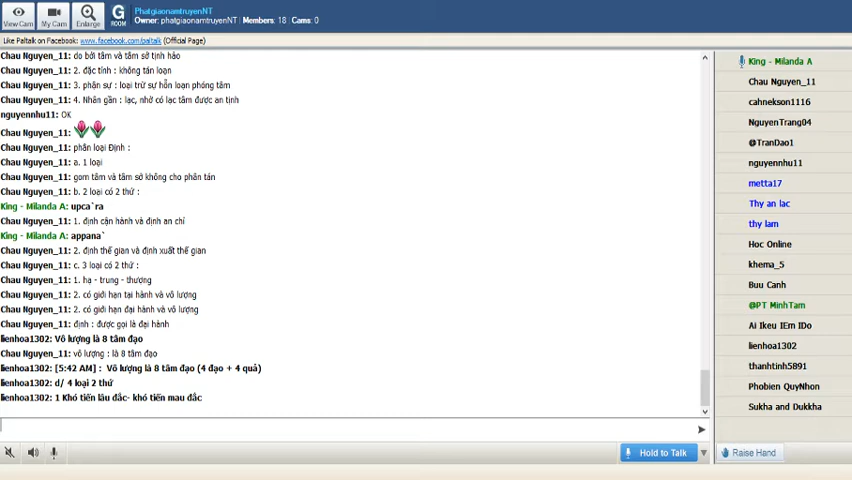 View Cam
My Cam
Enlarge
G
ROOM
PhatgiaonamtruyenNT
Owner: phatgiaonamtruyenNT | Members: 18 | Cams: 0
Like Paltalk on Facebook: www.facebook.com/paltalk (Official Page)
Chau Nguyen_11: do bởi tâm và tâm sở tịnh hảo
Chau Nguyen_11: 2. đặc tính : không tán loạn
Chau Nguyen_11: 3. phận sự : loại trừ sự hỗn loạn phóng tâm
Chau Nguyen_11: 4. Nhân gần : lạc, nhờ có lạc tâm được an tịnh
nguyennhu11: OK
Chau Nguyen_11:
Chau Nguyen_11: phân loại Định :
Chau Nguyen_11: a. 1 loại
Chau Nguyen_11: gom tâm và tâm sở không cho phân tán
Chau Nguyen_11: b. 2 loại có 2 thứ :
King - Milanda A: upca`ra
Chau Nguyen_11: 1. định cận hành và định an chỉ
King - Milanda A: appana`
Chau Nguyen_11: 2. định thế gian và định xuất thế gian
Chau Nguyen_11: c. 3 loại có 2 thứ :
Chau Nguyen_11: 1. hạ - trung - thượng
Chau Nguyen_11: 2. có giới hạn tại hành và vô lượng
Chau Nguyen_11: 2. có giới hạn đại hành và vô lượng
Chau Nguyen_11: định : được gọi là đại hành
lienhoa1302: Vô lượng là 8 tâm đạo
Chau Nguyen_11: vô lượng : là 8 tâm đạo
lienhoa1302: [5:42 AM] : Vô lượng là 8 tâm đạo (4 đạo + 4 quả)
lienhoa1302: d/ 4 loại 2 thứ
lienhoa1302: 1 Khó tiến lâu đắc- khó tiến mau đắc
King - Milanda A
Chau Nguyen_11
cahnekson1116
NguyenTrang04
@TranDao1
nguyennhu11
metta17
Thy an lac
thy lam
Hoc Online
khema_5
Buu Canh
@PT MinhTam
Ai Ikeu IEm IDo
lienhoa1302
thanhtinh5891
Phobien QuyNhon
Sukha and Dukkha
Hold to Talk
Raise Hand